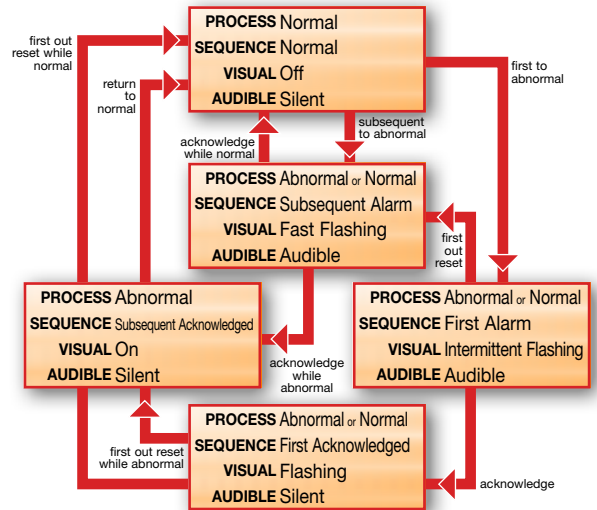 PROCESS Normal
SEQUENCE Normal
VISUAL Off
AUDIBLE Silent
first out
reset while
normal
return
to
normal
first to
abnormal
acknowledge
while normal
subsequent
to abnormal
PROCESS Abnormal or Normal
SEQUENCE Subsequent Alarm
VISUAL Fast Flashing
AUDIBLE Audible
first
out
reset
PROCESS Abnormal
SEQUENCE Subsequent Acknowledged
VISUAL On
AUDIBLE Silent
acknowledge
while
abnormal
PROCESS Abnormal or Normal
SEQUENCE First Alarm
VISUAL Intermittent Flashing
AUDIBLE Audible
first out reset
while abnormal
PROCESS Abnormal or Normal
SEQUENCE First Acknowledged
VISUAL Flashing
AUDIBLE Silent
acknowledge